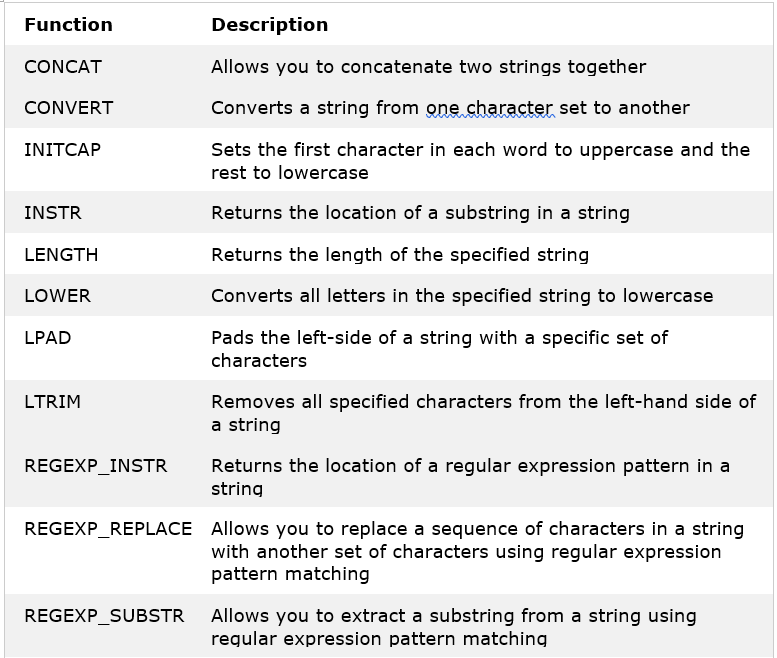 Function Description
CONCAT Allows you to concatenate two strings together
CONVERT Converts a string from one character set to another
INITCAP Sets the first character in each word to uppercase and the
rest to lowercase
INSTR Returns the location of a substring in a string
LENGTH Returns the length of the specified string
LOWER Converts all letters in the specified string to lowercase
LPAD Pads the left-side of a string with a specific set of
characters
LTRIM Removes all specified characters from the left-hand side of
a string
REGEXP_INSTR Returns the location of a regular expression pattern in a
string
REGEXP_REPLACE Allows you to replace a sequence of characters in a string
with another set of characters using regular expression
pattern matching
REGEXP_SUBSTR Allows you to extract a substring from a string using
regular expression pattern matching